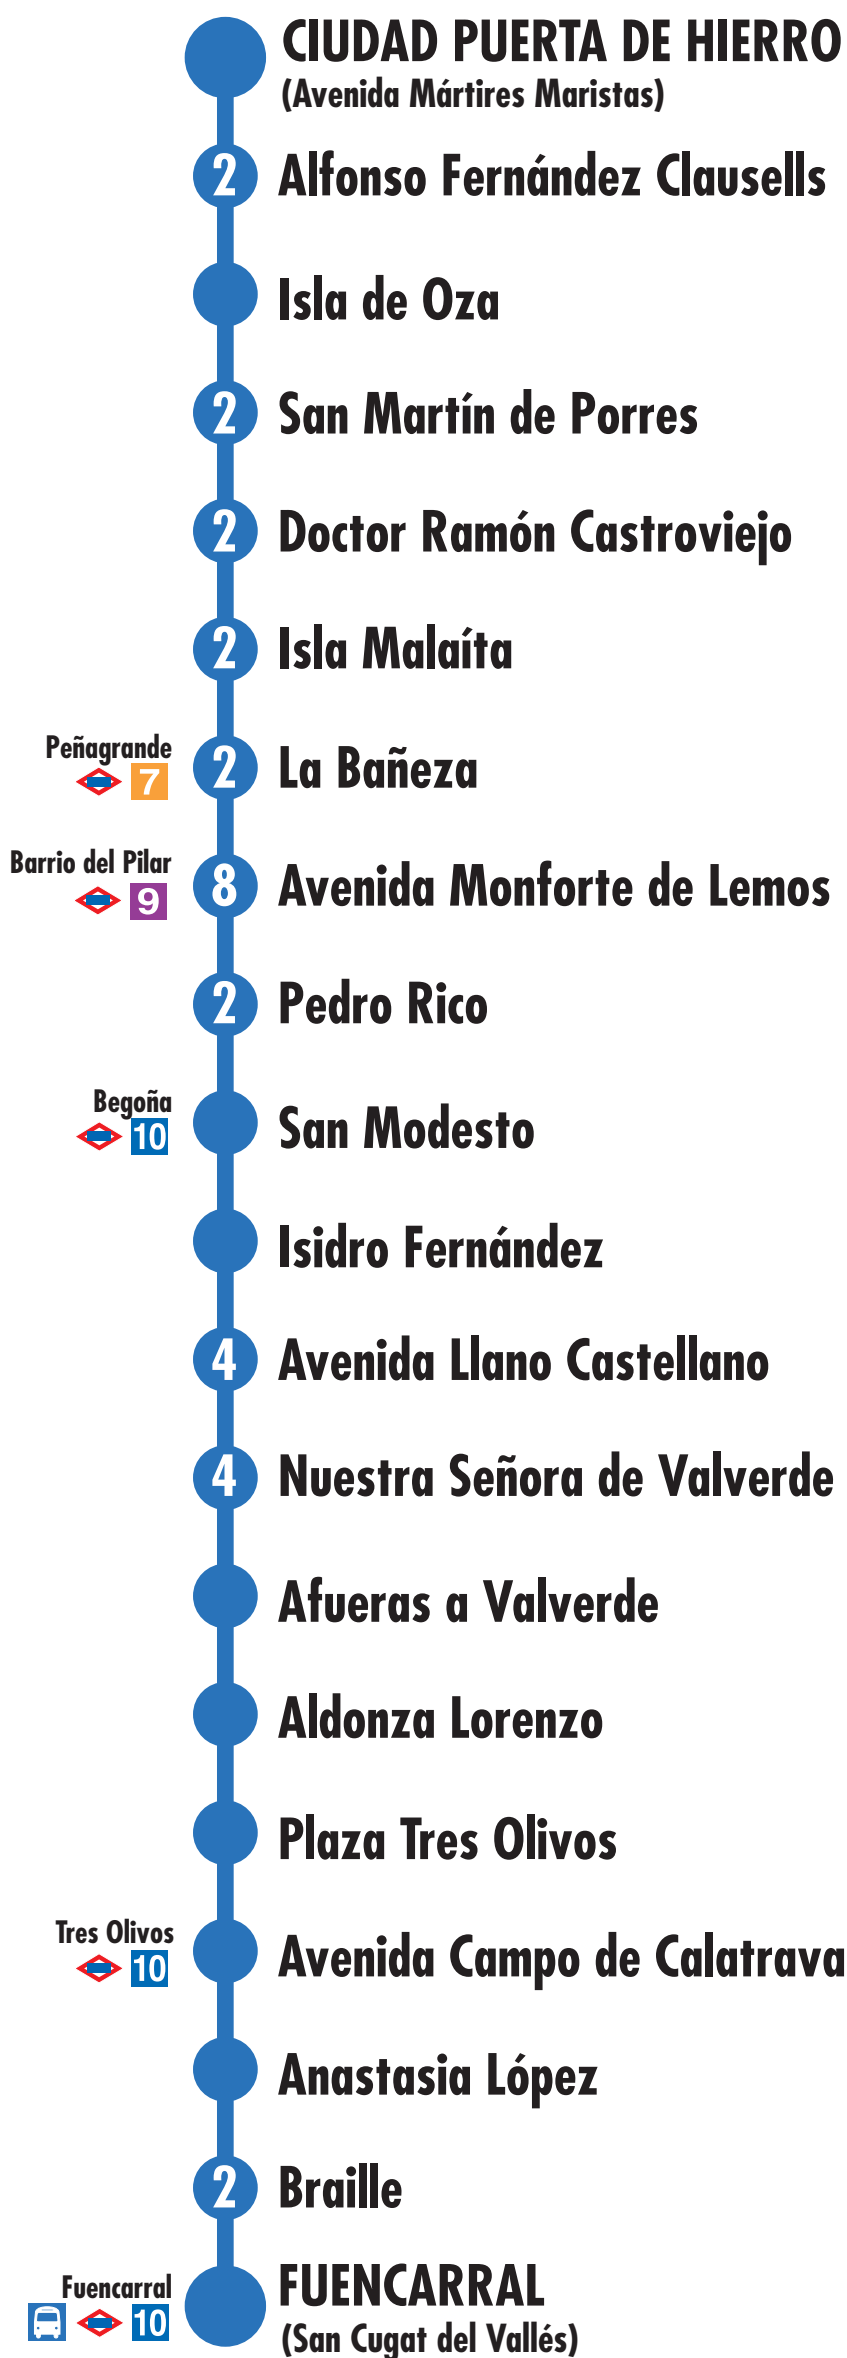 CIUDAD PUERTA DE HIERRO
(Avenida Mártires Maristas)
2 Alfonso Fernández Clausells
Isla de Oza
2 San Martín de Porres
2 Doctor Ramón Castroviejo
2 Isla Malaíta
Peñagrande
7
2 La Bañeza
Barrio del Pilar
9
8 Avenida Monforte de Lemos
2 Pedro Rico
Begoña
10
San Modesto
Isidro Fernández
4 Avenida Llano Castellano
4 Nuestra Señora de Valverde
Afueras a Valverde
Aldonza Lorenzo
Plaza Tres Olivos
Tres Olivos
10
Avenida Campo de Calatrava
Anastasia López
2 Braille
Fuencarral
10
FUENCARRAL
(San Cugat del Vallés)